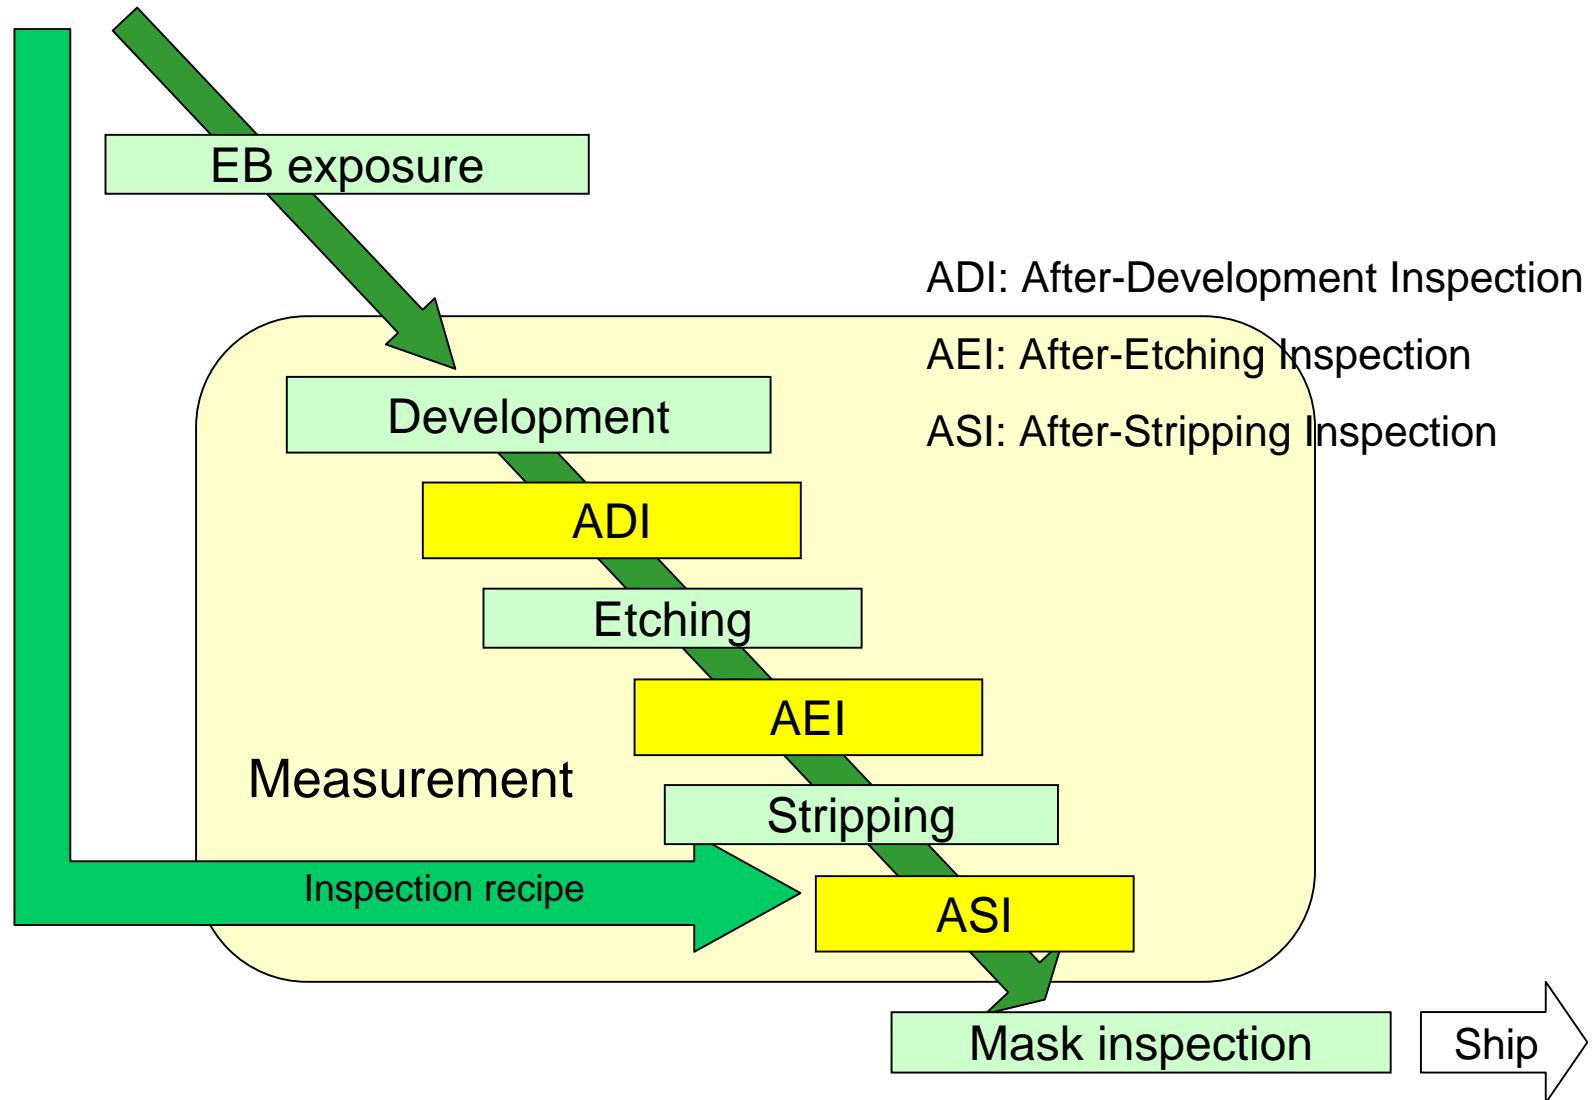 EB exposure
ADI: After-Development Inspection
AEI: After-Etching Inspection
Development
ASI: After-Stripping Inspection
ADI
Etching
AEI
Measurement
Stripping
Inspection recipe
ASI
Mask inspection
Ship